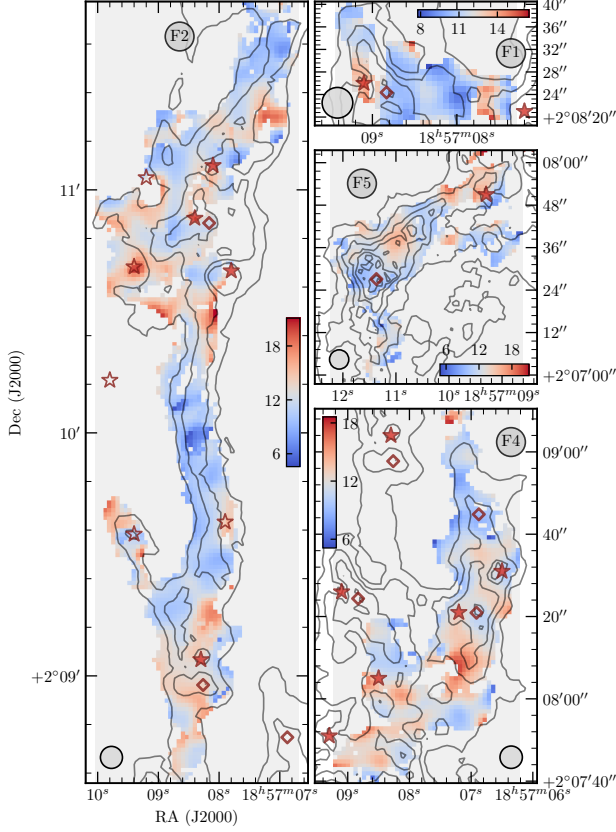 F2
11′
10′
+2°09′
Dec (J2000)
21
18
12
6
10ˢ
09ˢ
08ˢ
18ʰ57ᵐ07ˢ
RA (J2000)
8
11
14
F1
40″
36″
32″
28″
24″
+2°08′20″
09ˢ
18ʰ57ᵐ08ˢ
F5
08′00″
48″
36″
24″
12″
+2°07′00″
6
12
18
12ˢ
11ˢ
10ˢ
18ʰ57ᵐ09ˢ
18
12
6
F4
09′00″
40″
20″
08′00″
+2°07′40″
09ˢ
08ˢ
07ˢ
18ʰ57ᵐ06ˢ